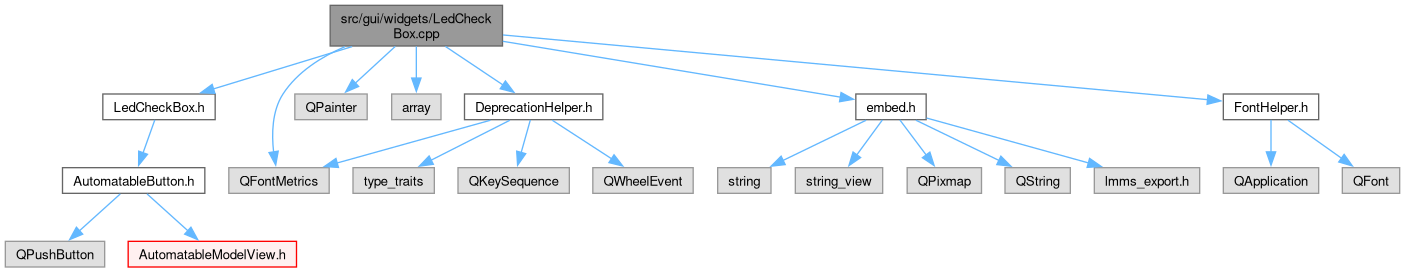 src/gui/widgets/LedCheck
Box.cpp
LedCheckBox.h
QPainter
array
DeprecationHelper.h
embed.h
FontHelper.h
AutomatableButton.h
QFontMetrics
type_traits
QKeySequence
QWheelEvent
string
string_view
QPixmap
QString
lmms_export.h
QApplication
QFont
QPushButton
AutomatableModelView.h